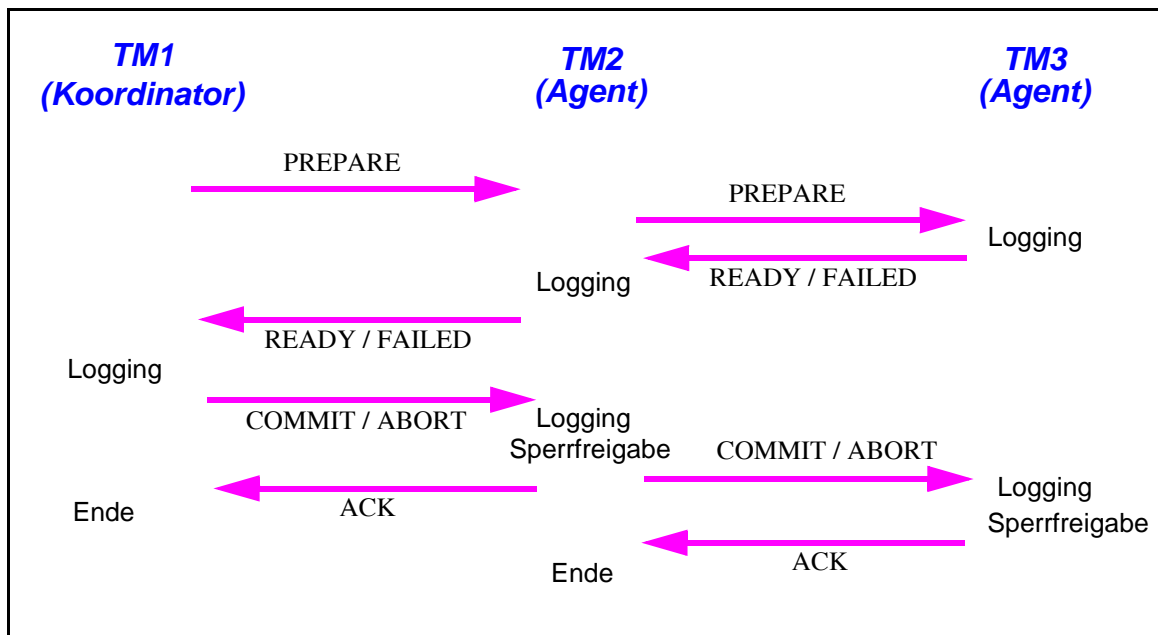 TM1
(Koordinator)
TM2
(Agent)
TM3
(Agent)
PREPARE
PREPARE
Logging
READY / FAILED
Logging
READY / FAILED
Logging
COMMIT / ABORT
Logging
Sperrfreigabe
COMMIT / ABORT
Logging
Sperrfreigabe
ACK
Ende
ACK
Ende